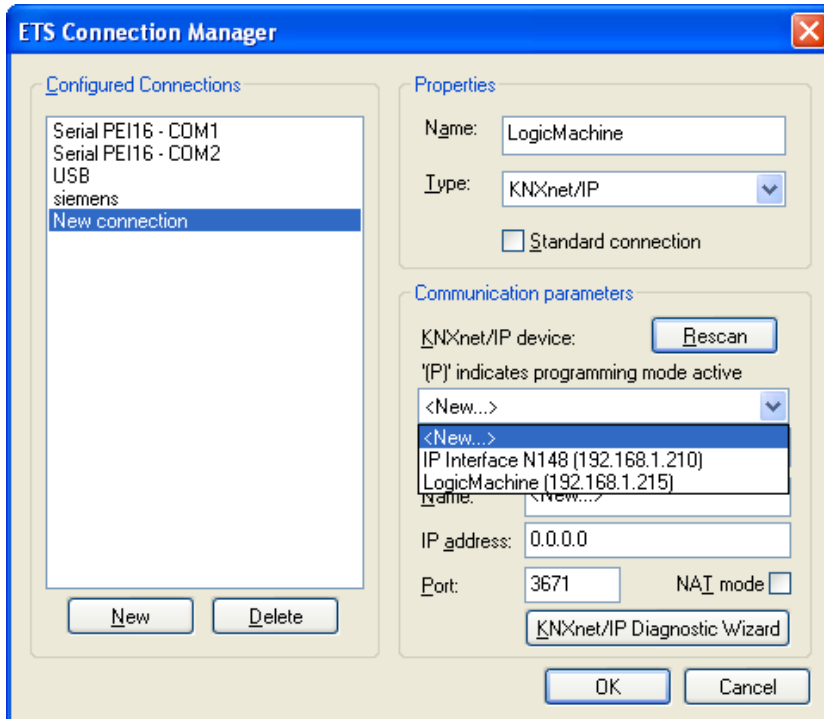 ETS Connection Manager
Configured Connections
Serial PEI16 - COM1
Serial PEI16 - COM2
USB
siemens
New connection
New
Delete
Properties
Name:
LogicMachine
Type:
KNXnet/IP
Standard connection
Communication parameters
KNXnet/IP device:
Rescan
'(P)' indicates programming mode active
<New...>
<New...>
IP Interface N148 (192.168.1.210)
LogicMachine (192.168.1.215)
Name:
<New...>
IP address:
0.0.0.0
Port:
3671
NAT mode
KNXnet/IP Diagnostic Wizard
OK
Cancel